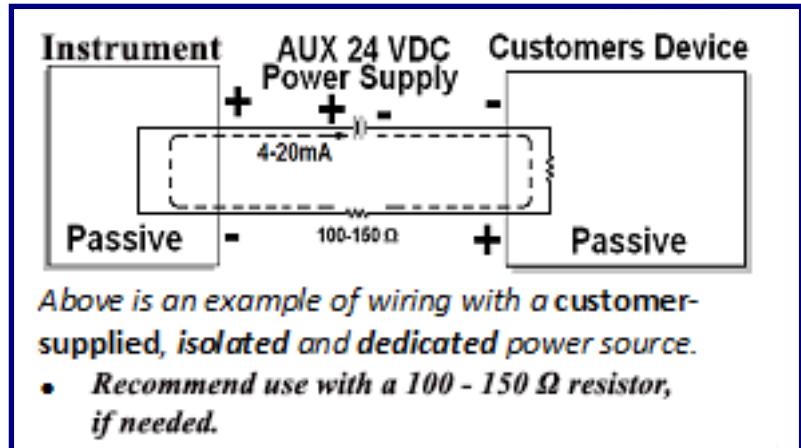 Instrument
AUX 24 VDC
Power Supply
Customers Device
+
+
-
-
4-20mA
Passive
-
100-150 Ω
+
Passive
Above is an example of wiring with a customer-
supplied, isolated and dedicated power source.
• Recommend use with a 100 - 150 Ω resistor,
if needed.